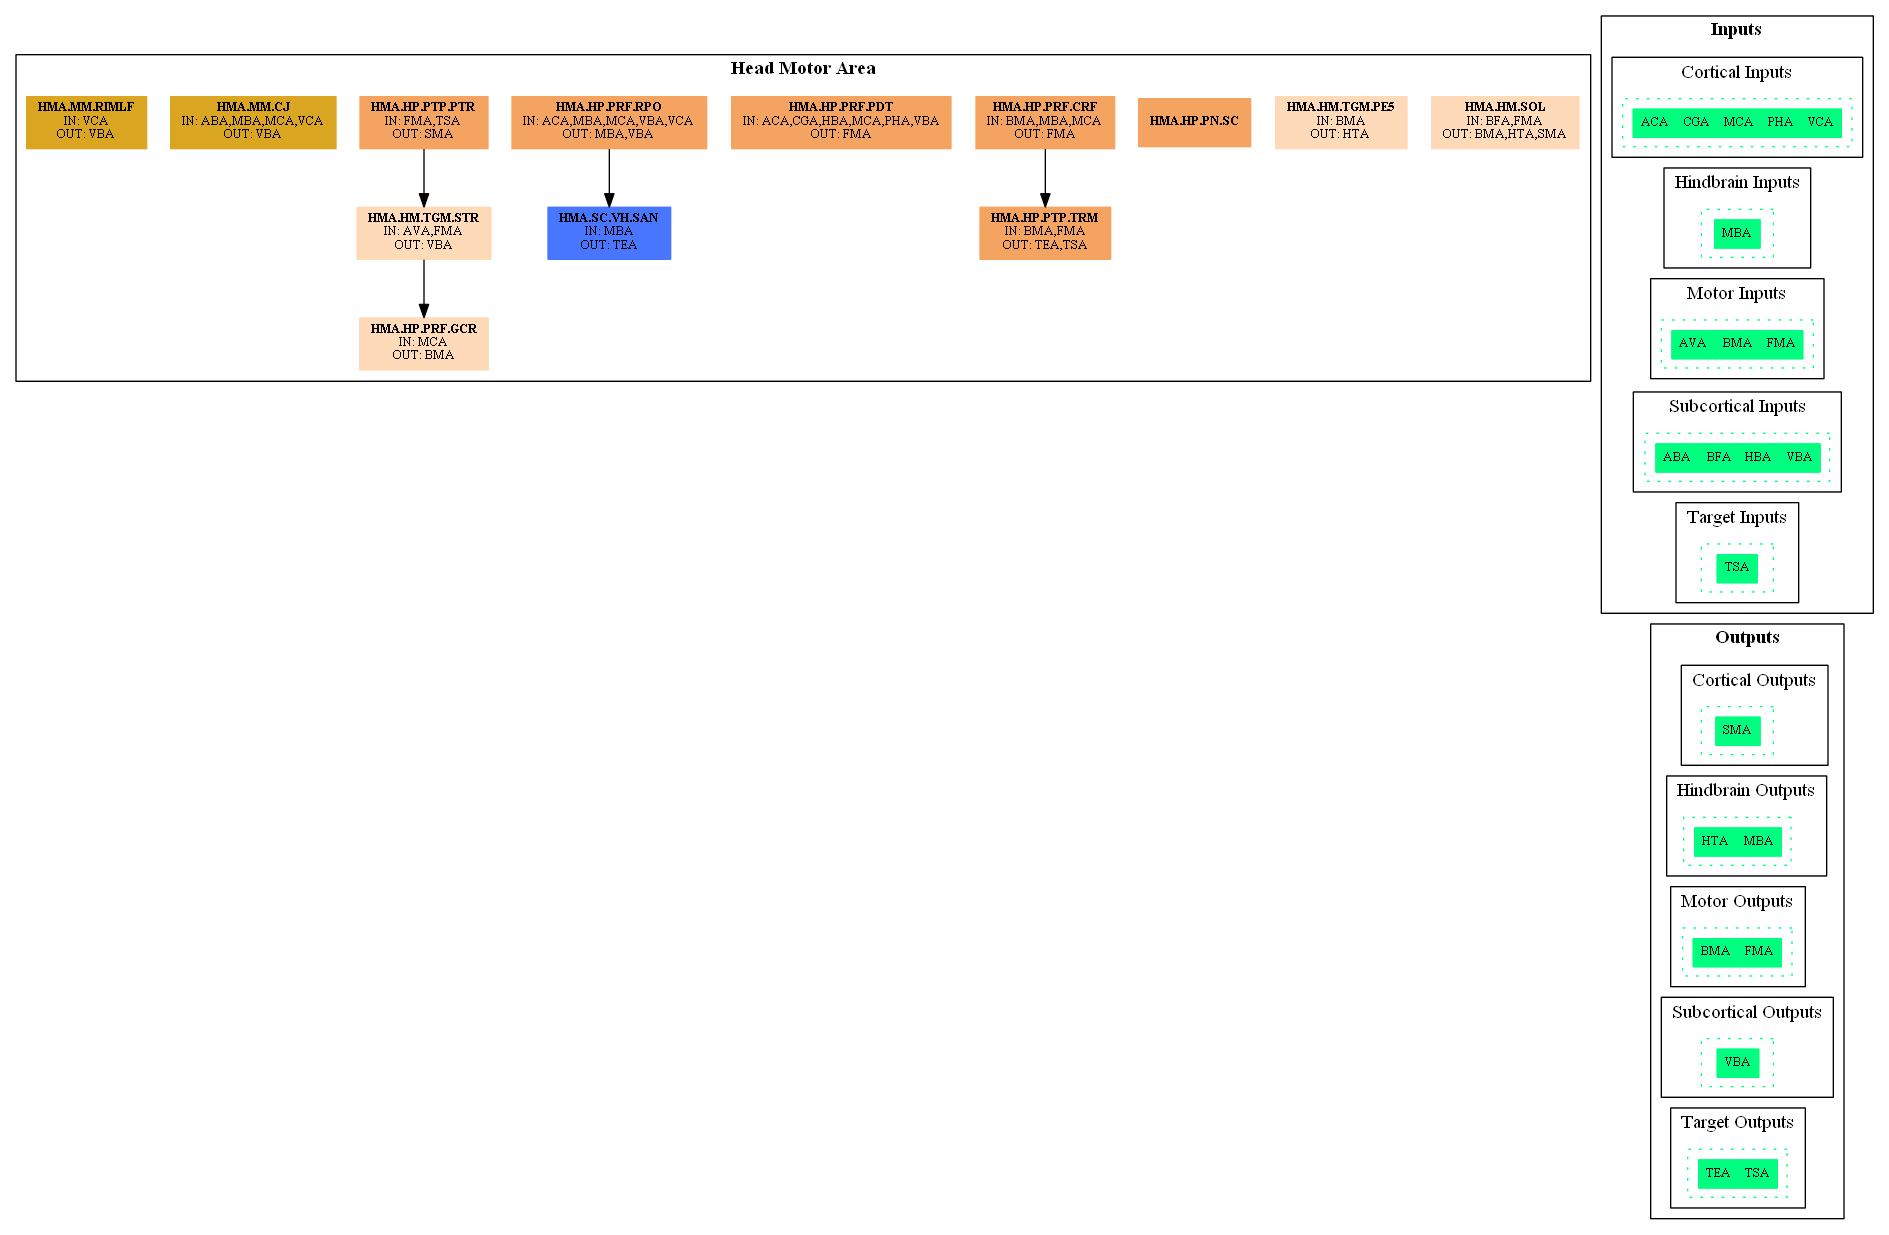 Head Motor Area
HMA.MM.RIMLF
IN: VCA
OUT: VBA
HMA.MM.CJ
IN: ABA,MBA,MCA,VCA
OUT: VBA
HMA.HP.PTP.PTR
IN: FMA,TSA
OUT: SMA
HMA.HP.PRF.RPO
IN: ACA,MBA,MCA,VBA,VCA
OUT: MBA,VBA
HMA.HP.PRF.PDT
IN: ACA,CGA,HBA,MCA,PHA,VBA
OUT: FMA
HMA.HP.PRF.CRF
IN: BMA,MBA,MCA
OUT: FMA
HMA.HP.PN.SC
HMA.HM.TGM.PE5
IN: BMA
OUT: HTA
HMA.HM.SOL
IN: BFA,FMA
OUT: BMA,HTA,SMA
HMA.HM.TGM.STR
IN: AVA,FMA
OUT: VBA
HMA.SC.VH.SAN
IN: MBA
OUT: TEA
HMA.HP.PTP.TRM
IN: BMA,FMA
OUT: TEA,TSA
HMA.HP.PRF.GCR
IN: MCA
OUT: BMA
Inputs
Cortical Inputs
ACA CGA MCA PHA VCA
Hindbrain Inputs
MBA
Motor Inputs
AVA BMA FMA
Subcortical Inputs
ABA BFA HBA VBA
Target Inputs
TSA
Outputs
Cortical Outputs
SMA
Hindbrain Outputs
HTA MBA
Motor Outputs
BMA FMA
Subcortical Outputs
VBA
Target Outputs
TEA TSA